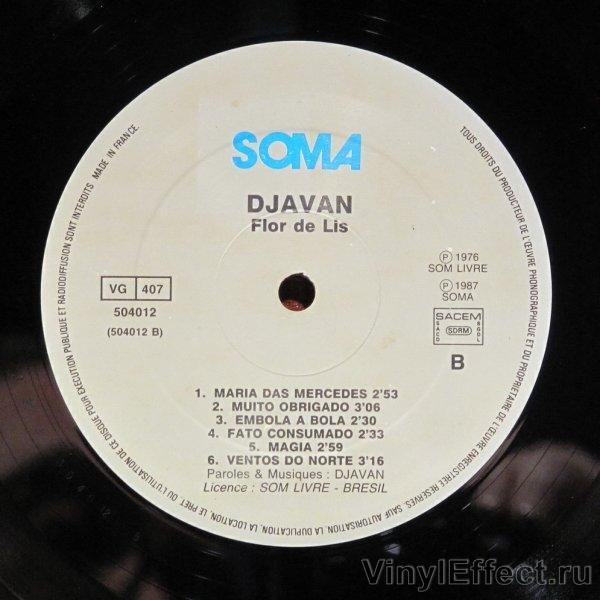 SOMA
DJAVAN
Flor de Lis
VG 407
504012
(504012 B)
℗ 1976
SOM LIVRE
℗ 1987
SOMA
SACEM
SACD SDRM SGDL
B
1. MARIA DAS MERCEDES 2'53
2. MUITO OBRIGADO 3'06
3. EMBOLA A BOLA 2'30
4. FATO CONSUMADO 2'33
5. MAGIA 2'59
6. VENTOS DO NORTE 3'16
Paroles & Musiques : DJAVAN
Licence : SOM LIVRE - BRESIL
TOUS DROITS DU PRODUCTEUR DE L'ŒUVRE PHONOGRAPHIQUE ET DU PROPRIETAIRE DE L'ŒUVRE ENREGISTREE RESERVES. SAUF AUTORISATION, LA DUPLICATION, LA LOCATION, LE PRET OU L'UTILISATION DE CE DISQUE POUR EXECUTION PUBLIQUE ET RADIODIFFUSION SONT INTERDITS MADE IN FRANCE.
VinylEffect.ru